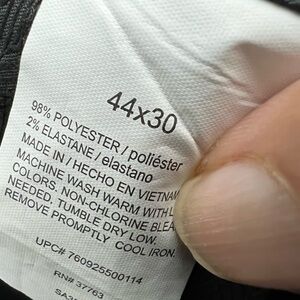 44x30
98% POLYESTER / poliéster
2% ELASTANE / elastano
MADE IN / HECHO EN VIETNAM
MACHINE WASH WARM WITH
COLORS. NON-CHLORINE
NEEDED. TUMBLE DRY LOW.
REMOVE PROMPTLY COOL IRON.
UPC# 760925500114
RN# 37763